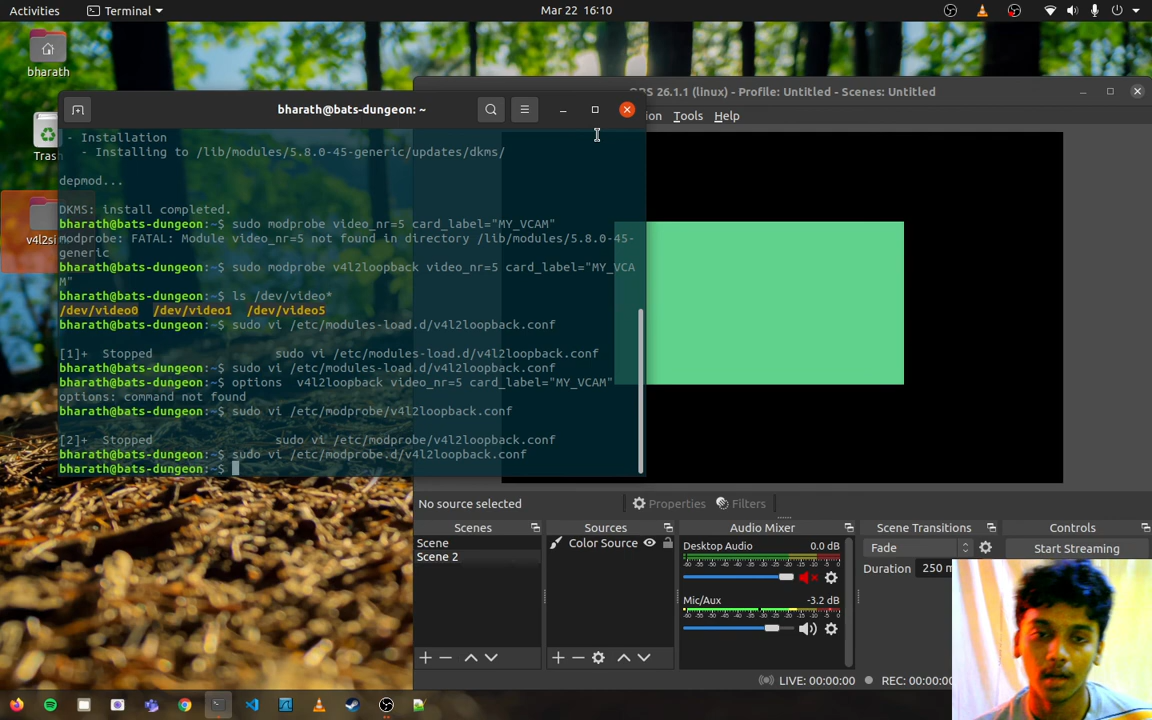 Activities
Terminal
Mar 22 16:10
bharath
Trash
v4l2si
(linux) - Profile: Untitled - Scenes: Untitled
Tools
Help
bharath@bats-dungeon: ~
- Installation
- Installing to /lib/modules/5.8.0-45-generic/updates/dkms/
depmod...
DKMS: install completed.
bharath@bats-dungeon:~$ sudo modprobe video_nr=5 card_label="MY_VCAM"
modprobe: FATAL: Module video_nr=5 not found in directory /lib/modules/5.8.0-45-
generic
bharath@bats-dungeon:~$ sudo modprobe v4l2loopback video_nr=5 card_label="MY_VCA
M"
bharath@bats-dungeon:~$ ls /dev/video*
/dev/video0 /dev/video1 /dev/video5
bharath@bats-dungeon:~$ sudo vi /etc/modules-load.d/v4l2loopback.conf
[1]+ Stopped sudo vi /etc/modules-load.d/v4l2loopback.conf
bharath@bats-dungeon:~$ sudo vi /etc/modules-load.d/v4l2loopback.conf
bharath@bats-dungeon:~$ options v4l2loopback video_nr=5 card_label="MY_VCAM"
options: command not found
bharath@bats-dungeon:~$ sudo vi /etc/modprobe/v4l2loopback.conf
[2]+ Stopped sudo vi /etc/modprobe/v4l2loopback.conf
bharath@bats-dungeon:~$ sudo vi /etc/modprobe.d/v4l2loopback.conf
bharath@bats-dungeon:~$
No source selected
Properties
Filters
Scenes
Scene
Scene 2
Sources
Color Source
Audio Mixer
Desktop Audio 0.0 dB
Mic/Aux -3.2 dB
Scene Transitions
Fade
Duration 250 m
Controls
Start Streaming
LIVE: 00:00:00
REC: 00:00:00